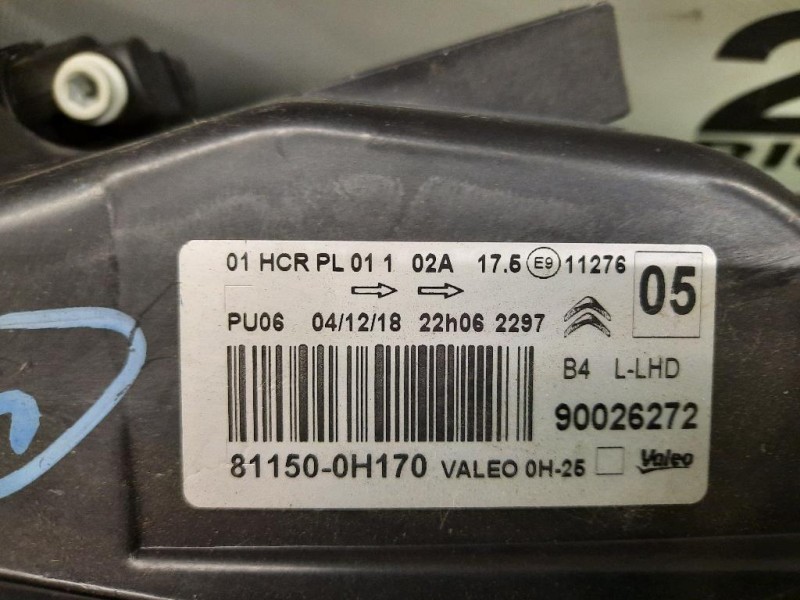 01 HCR PL 01 1 02A 17.5 E9 11276
05
PU06 04/12/18 22h06 2297
B4 L-LHD
90026272
81150-0H170 VALEO 0H-25 Valeo